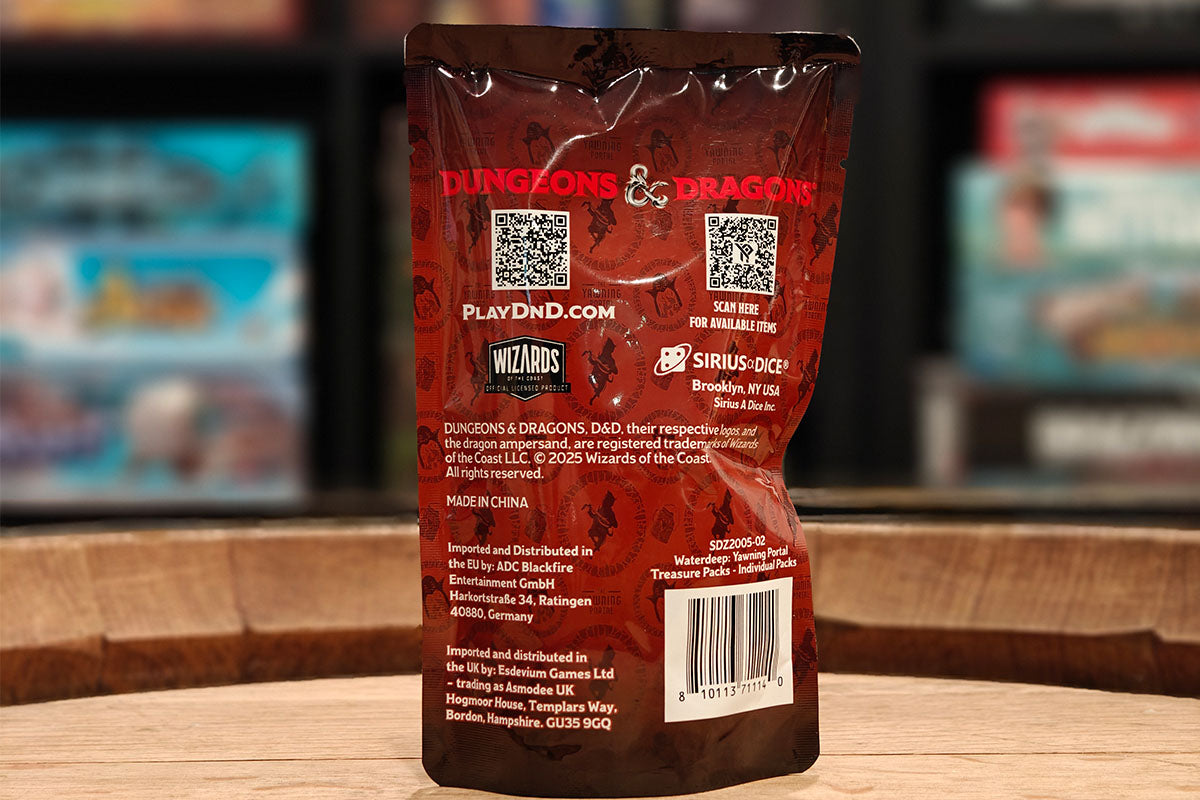 DUNGEONS & DRAGONS
PLAYDND.COM
SCAN HERE
FOR AVAILABLE ITEMS
WIZARDS
OF THE COAST
OFFICIAL LICENSED PRODUCT
SIRIUS α DICE®
Brooklyn, NY USA
Sirius A Dice Inc.
DUNGEONS & DRAGONS, D&D, their respective logos, and
the dragon ampersand, are registered trademarks of Wizards
of the Coast LLC. © 2025 Wizards of the Coast.
All rights reserved.
MADE IN CHINA
Imported and Distributed in
the EU by: ADC Blackfire
Entertainment GmbH
Harkortstraße 34, Ratingen
40880, Germany
Imported and distributed in
the UK by: Esdevium Games Ltd
– trading as Asmodee UK
Hogmoor House, Templars Way,
Bordon, Hampshire. GU35 9GQ
SDZ2005-02
Waterdeep: Yawning Portal
Treasure Packs - Individual Packs
8 10113 71114 0
YAWNING
PORTAL